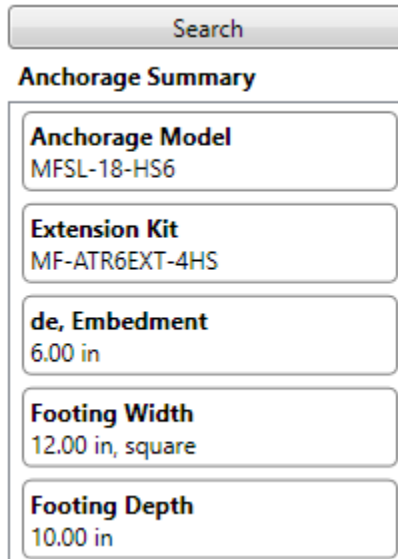 Search
Anchorage Summary
Anchorage Model
MFSL-18-HS6
Extension Kit
MF-ATR6EXT-4HS
de, Embedment
6.00 in
Footing Width
12.00 in, square
Footing Depth
10.00 in